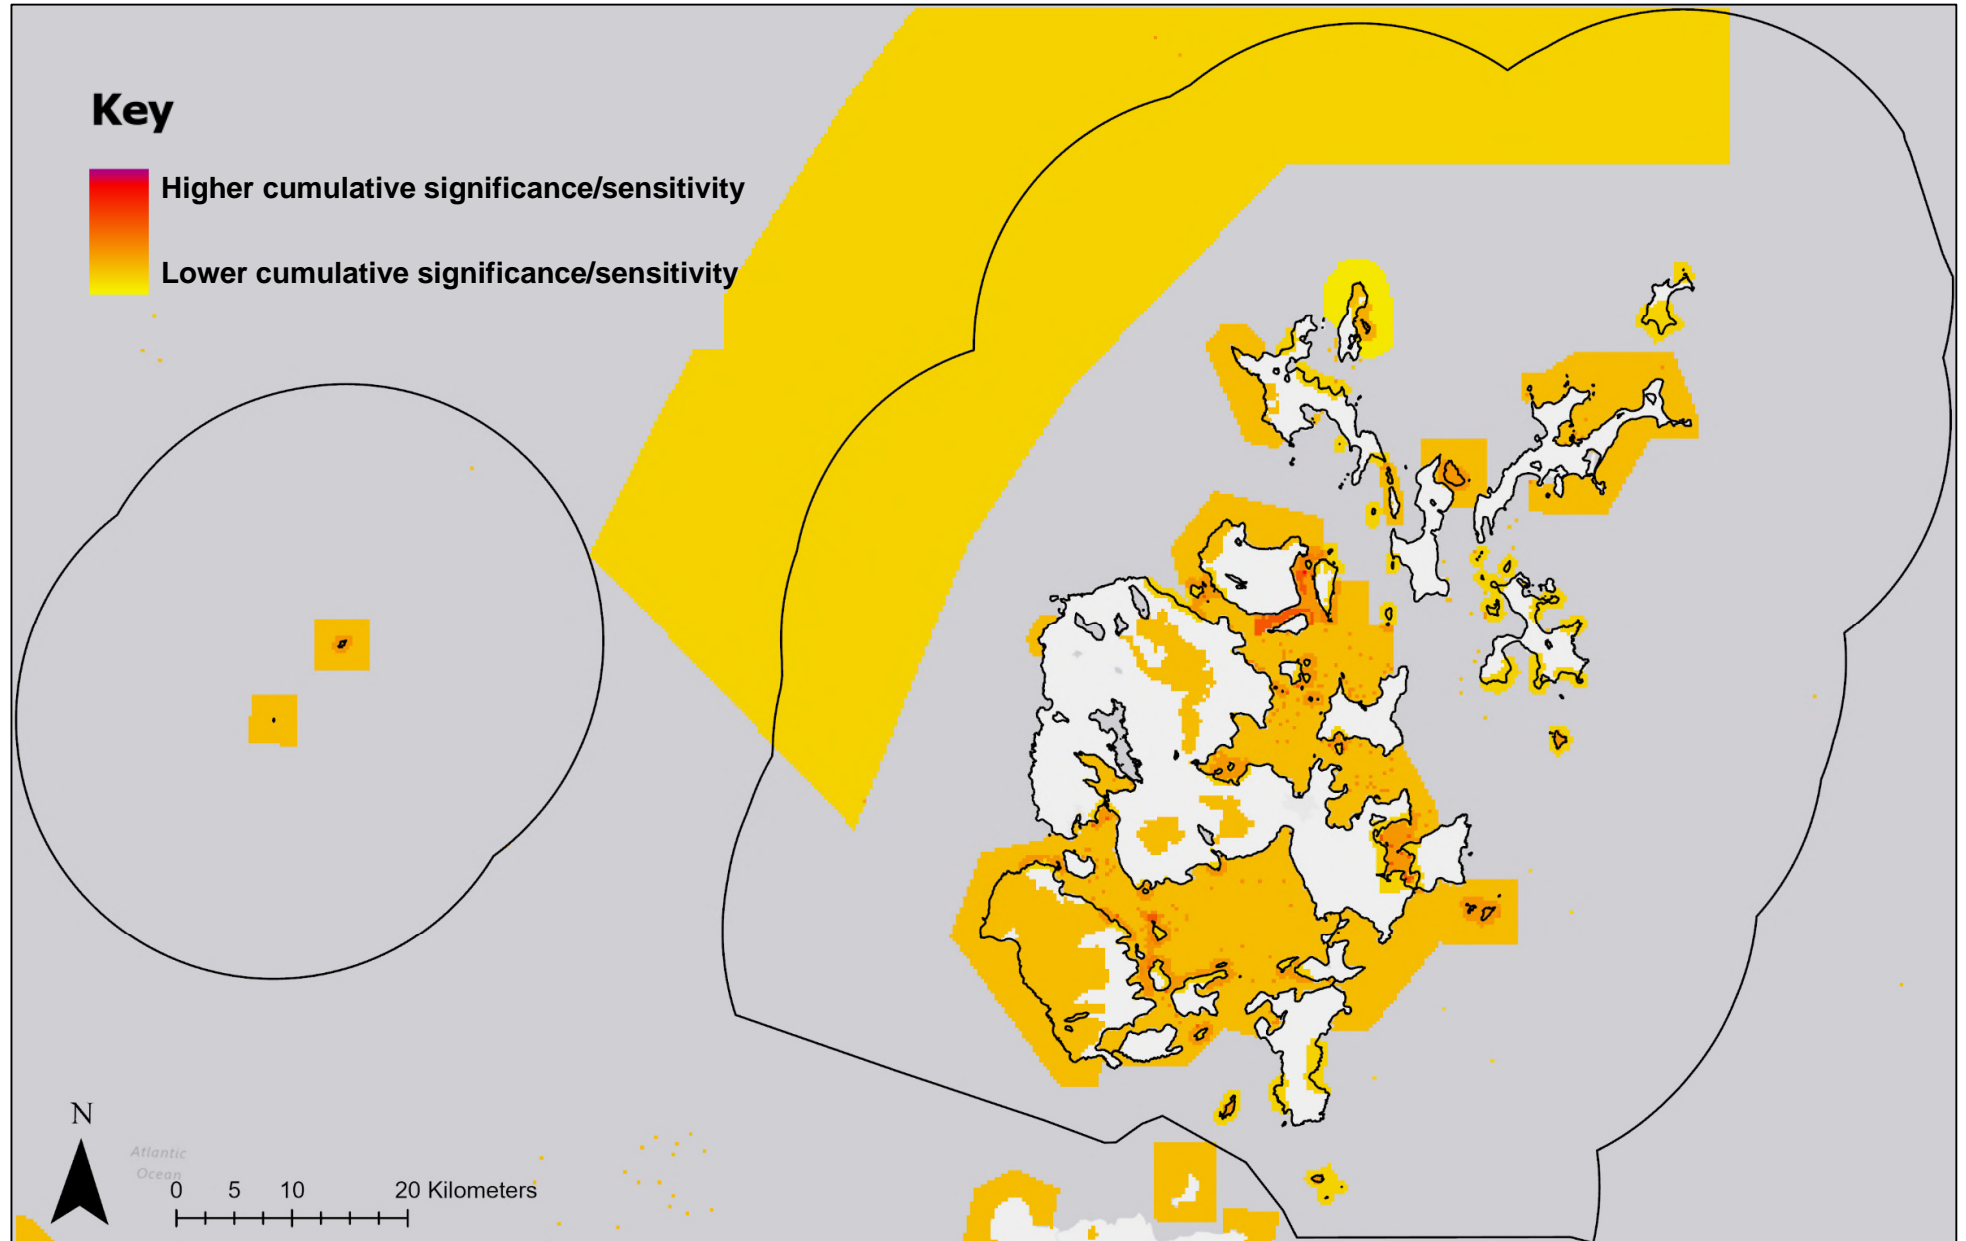 Key
Higher cumulative significance/sensitivity
Lower cumulative significance/sensitivity
N
Atlantic
Ocean
0 5 10 20 Kilometers